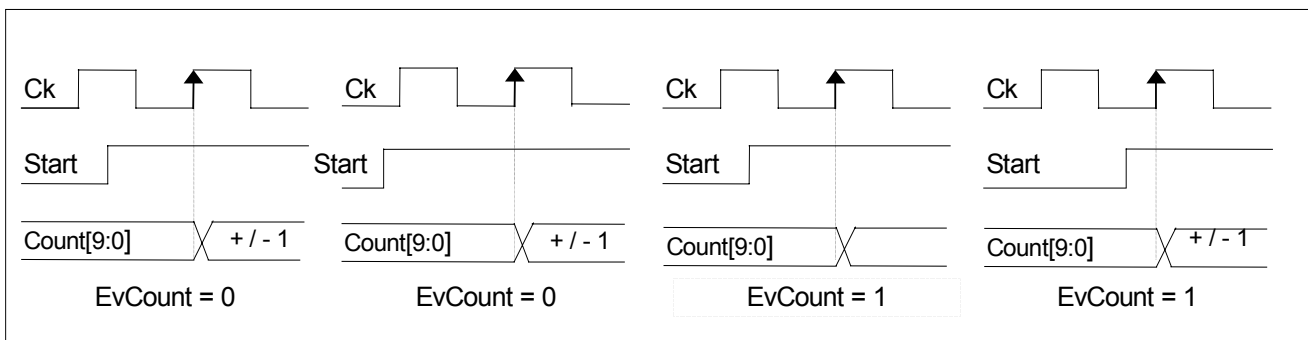 Ck Ck Ck Ck
Start Start Start Start
Count[9:0] + / - 1 Count[9:0] + / - 1 Count[9:0] Count[9:0] + / - 1
EvCount = 0 EvCount = 0 EvCount = 1 EvCount = 1